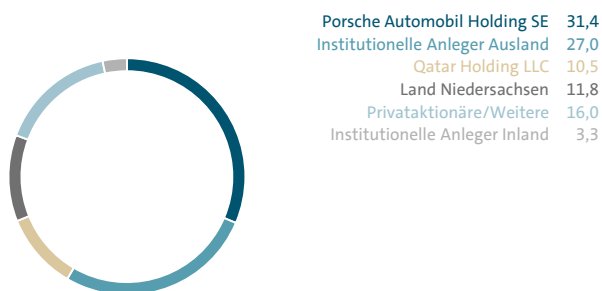 Porsche Automobil Holding SE 31,4
Institutionelle Anleger Ausland 27,0
Qatar Holding LLC 10,5
Land Niedersachsen 11,8
Privataktionäre/Weitere 16,0
Institutionelle Anleger Inland 3,3